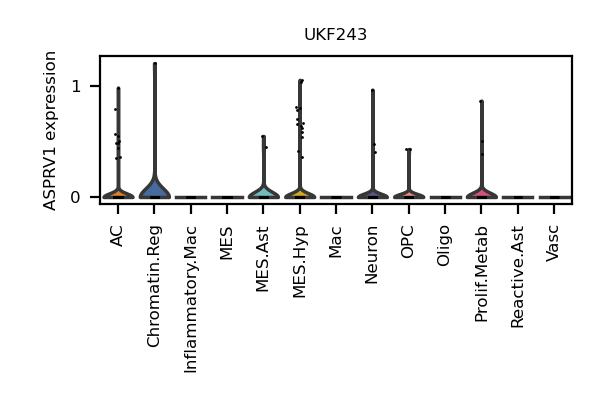 UKF243
ASPRV1 expression
1
0
AC
Chromatin.Reg
Inflammatory.Mac
MES
MES.Ast
MES.Hyp
Mac
Neuron
OPC
Oligo
Prolif.Metab
Reactive.Ast
Vasc